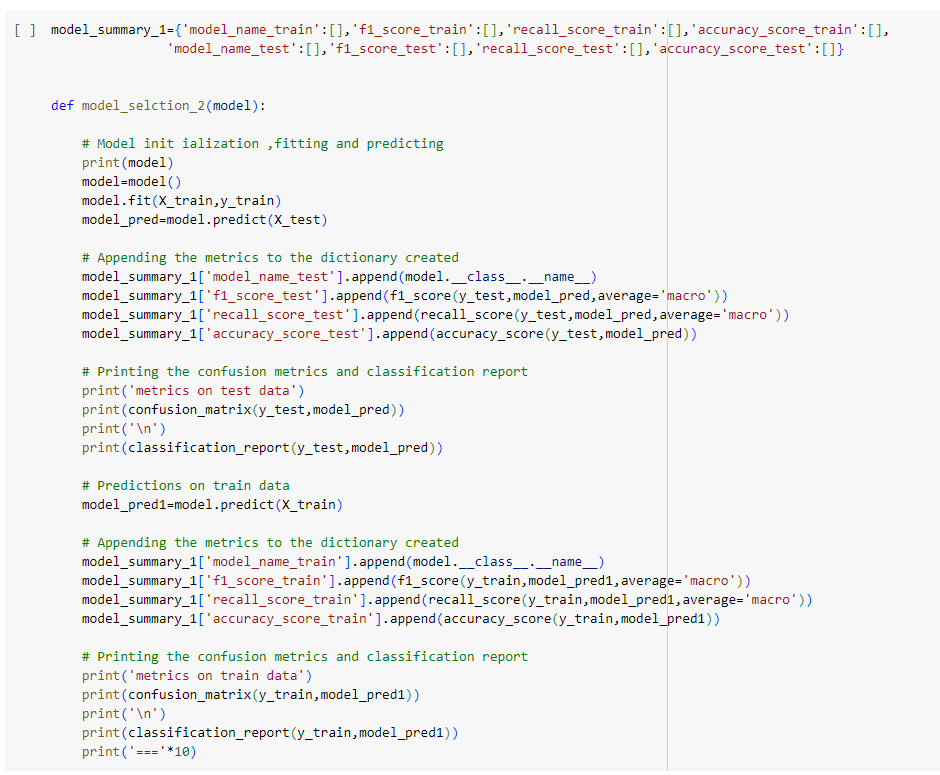 [ ] model_summary_1={'model_name_train':[],'f1_score_train':[],'recall_score_train':[],'accuracy_score_train':[],
'model_name_test':[],'f1_score_test':[],'recall_score_test':[],'accuracy_score_test':[]}
def model_selction_2(model):
# Model init ialization ,fitting and predicting
print(model)
model=model()
model.fit(X_train,y_train)
model_pred=model.predict(X_test)
# Appending the metrics to the dictionary created
model_summary_1['model_name_test'].append(model.__class__.__name__)
model_summary_1['f1_score_test'].append(f1_score(y_test,model_pred,average='macro'))
model_summary_1['recall_score_test'].append(recall_score(y_test,model_pred,average='macro'))
model_summary_1['accuracy_score_test'].append(accuracy_score(y_test,model_pred))
# Printing the confusion metrics and classification report
print('metrics on test data')
print(confusion_matrix(y_test,model_pred))
print('\n')
print(classification_report(y_test,model_pred))
# Predictions on train data
model_pred1=model.predict(X_train)
# Appending the metrics to the dictionary created
model_summary_1['model_name_train'].append(model.__class__.__name__)
model_summary_1['f1_score_train'].append(f1_score(y_train,model_pred1,average='macro'))
model_summary_1['recall_score_train'].append(recall_score(y_train,model_pred1,average='macro'))
model_summary_1['accuracy_score_train'].append(accuracy_score(y_train,model_pred1))
# Printing the confusion metrics and classification report
print('metrics on train data')
print(confusion_matrix(y_train,model_pred1))
print('\n')
print(classification_report(y_train,model_pred1))
print('==='*10)